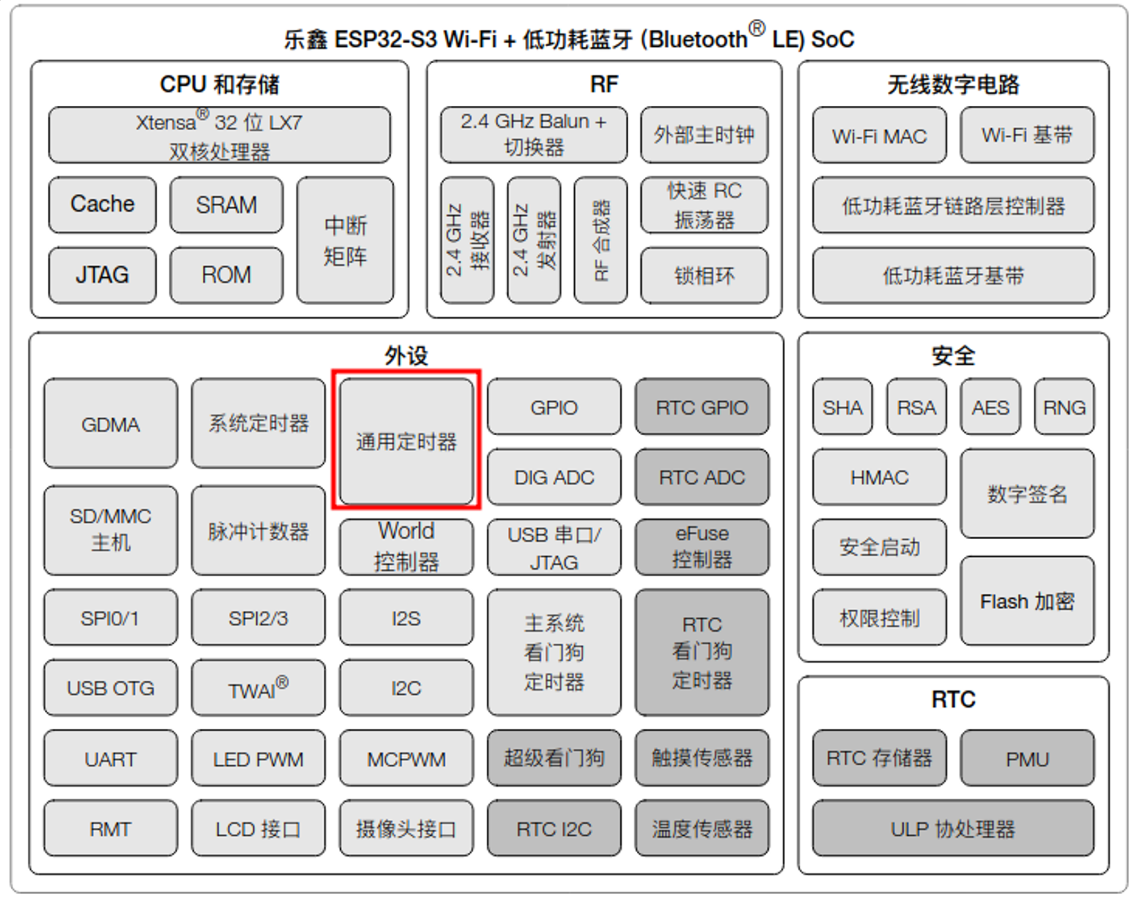 乐鑫 ESP32-S3 Wi-Fi + 低功耗蓝牙 (Bluetooth® LE) SoC
CPU 和存储
Xtensa® 32 位 LX7
双核处理器
Cache
SRAM
中断
矩阵
JTAG
ROM
RF
2.4 GHz Balun +
切换器
外部主时钟
2.4 GHz
接收器
2.4 GHz
发射器
RF 合成器
快速 RC
振荡器
锁相环
无线数字电路
Wi-Fi MAC
Wi-Fi 基带
低功耗蓝牙链路层控制器
低功耗蓝牙基带
外设
GDMA
系统定时器
通用定时器
GPIO
RTC GPIO
DIG ADC
RTC ADC
SD/MMC
主机
脉冲计数器
World
控制器
USB 串口/
JTAG
eFuse
控制器
SPI0/1
SPI2/3
I2S
主系统
看门狗
定时器
RTC
看门狗
定时器
USB OTG
TWAI®
I2C
UART
LED PWM
MCPWM
超级看门狗
触摸传感器
RMT
LCD 接口
摄像头接口
RTC I2C
温度传感器
安全
SHA
RSA
AES
RNG
HMAC
数字签名
安全启动
Flash 加密
权限控制
RTC
RTC 存储器
PMU
ULP 协处理器